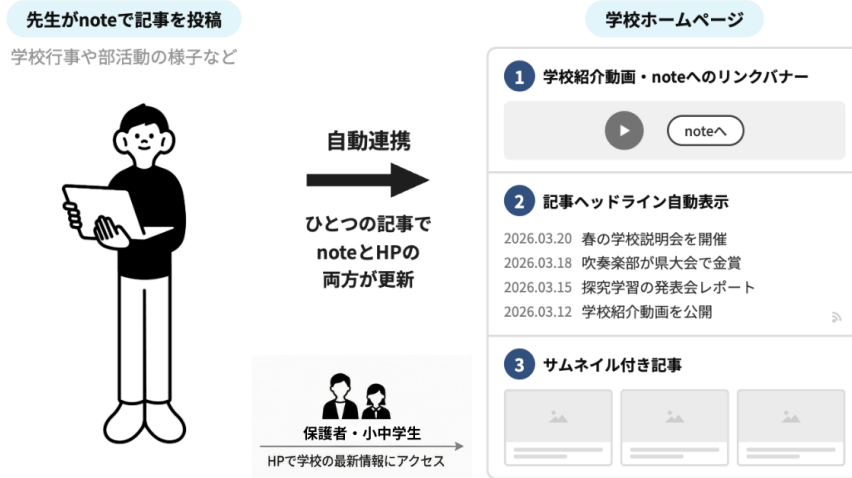 先生がnoteで記事を投稿
学校行事や部活動の様子など
自動連携
ひとつの記事で
noteとHPの
両方が更新
保護者・小中学生
HPで学校の最新情報にアクセス
学校ホームページ
1 学校紹介動画・noteへのリンクバナー
noteへ
2 記事ヘッドライン自動表示
2026.03.20 春の学校説明会を開催
2026.03.18 吹奏楽部が県大会で金賞
2026.03.15 探究学習の発表会レポート
2026.03.12 学校紹介動画を公開
3 サムネイル付き記事